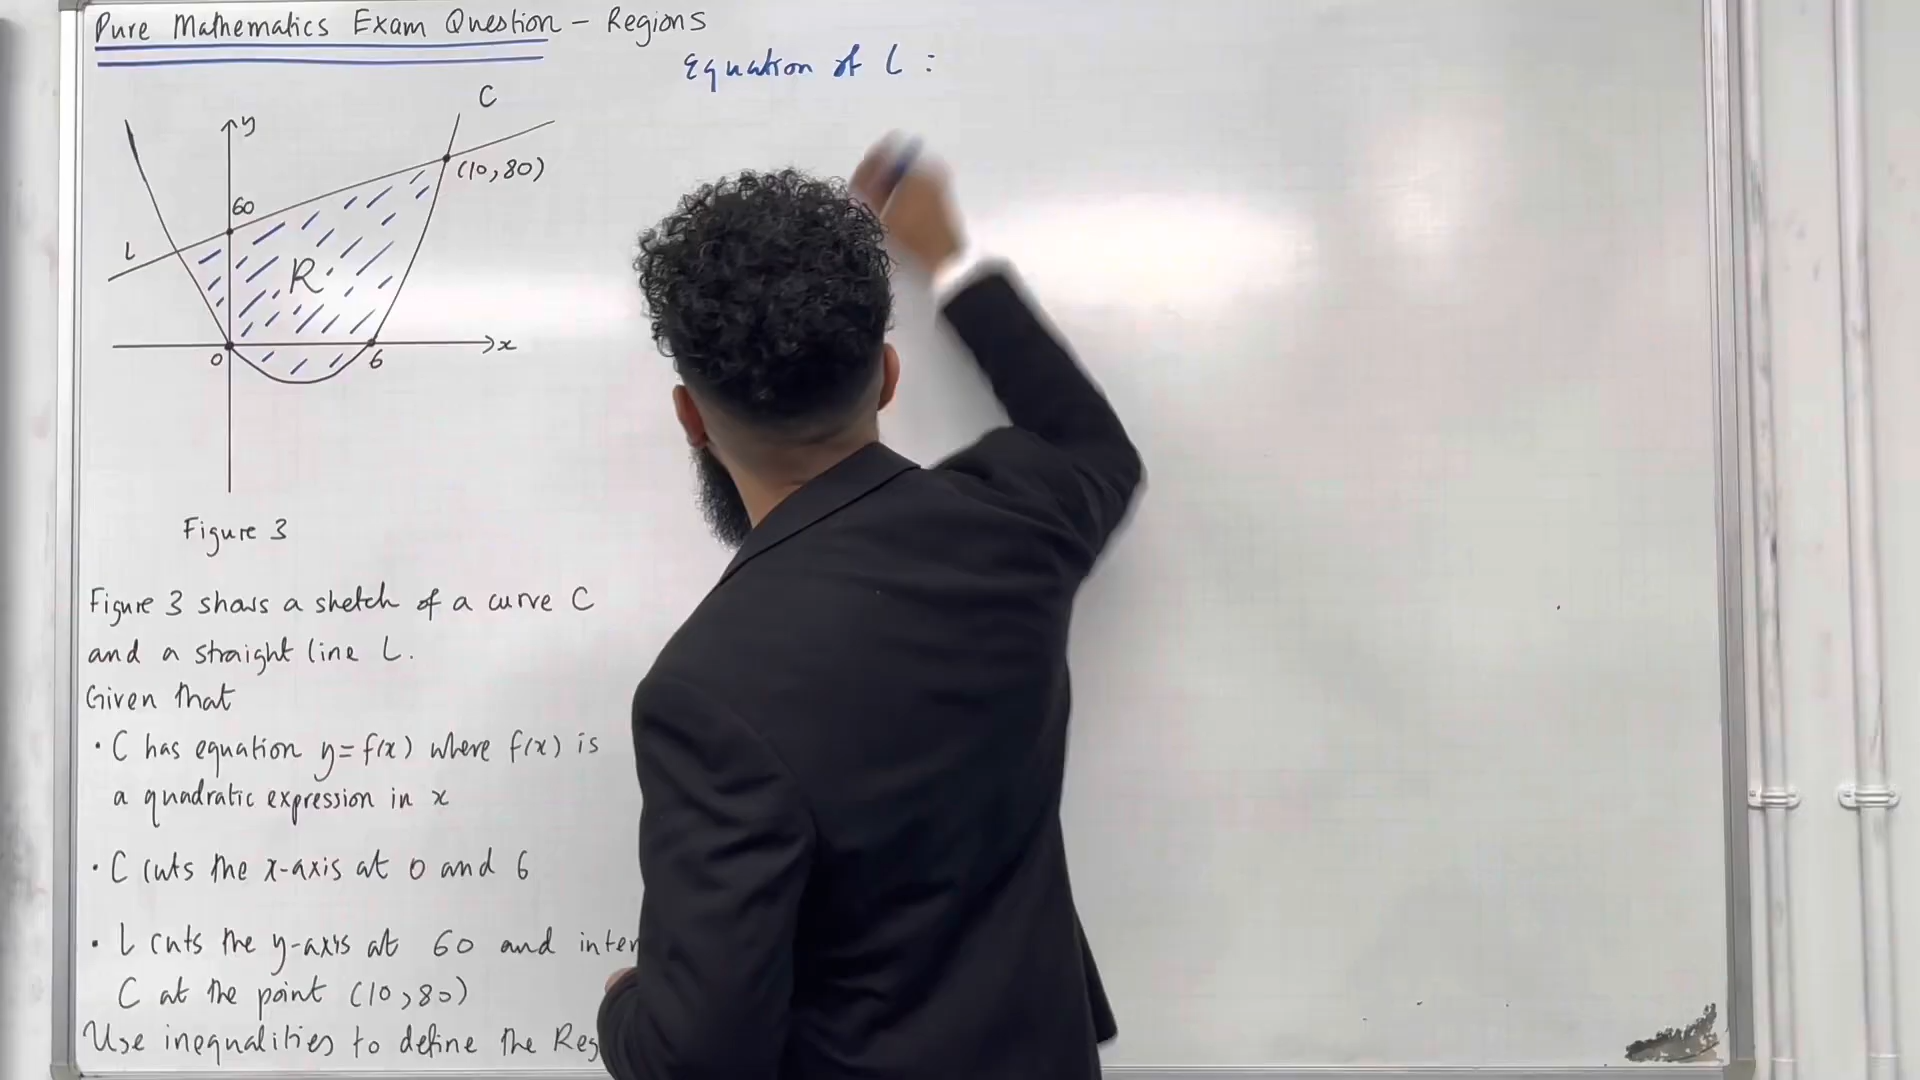 Pure Mathematics Exam Question – Regions
Equation of L :
C
y
(10,80)
60
L
R
x
0
6
Figure 3
Figure 3 shows a sketch of a curve C
and a straight line L.
Given that
• C has equation y=f(x) where f(x) is
a quadratic expression in x
• C cuts the x-axis at 0 and 6
• L cuts the y-axis at 60 and inter
C at the point (10,80)
Use inequalities to define the Reg